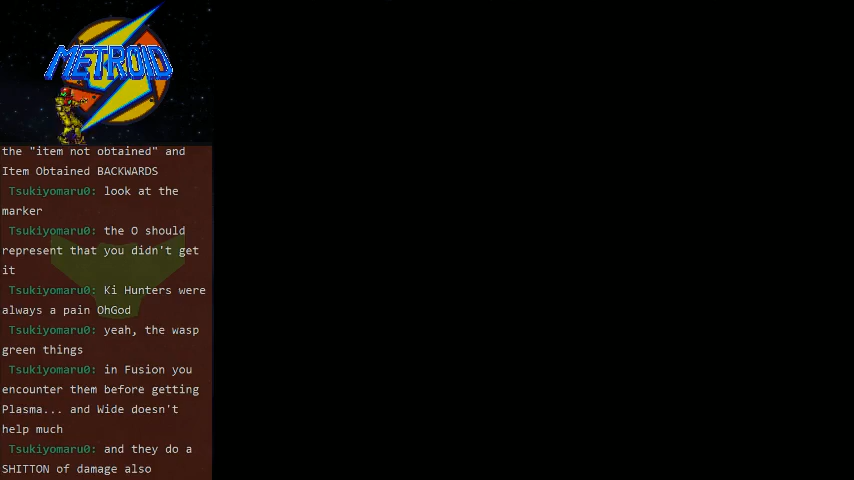 METROID
the "item not obtained" and
Item Obtained BACKWARDS
Tsukiyomaru0: look at the
marker
Tsukiyomaru0: the O should
represent that you didn't get
it
Tsukiyomaru0: Ki Hunters were
always a pain OhGod
Tsukiyomaru0: yeah, the wasp
green things
Tsukiyomaru0: in Fusion you
encounter them before getting
Plasma... and Wide doesn't
help much
Tsukiyomaru0: and they do a
SHITTON of damage also